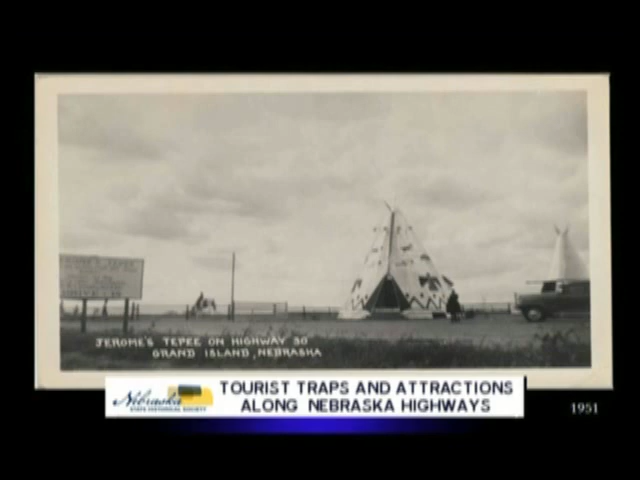 JEROME'S TEPEE ON HIGHWAY 30
GRAND ISLAND, NEBRASKA
Nebraska
STATE HISTORICAL SOCIETY
TOURIST TRAPS AND ATTRACTIONS
ALONG NEBRASKA HIGHWAYS
1951